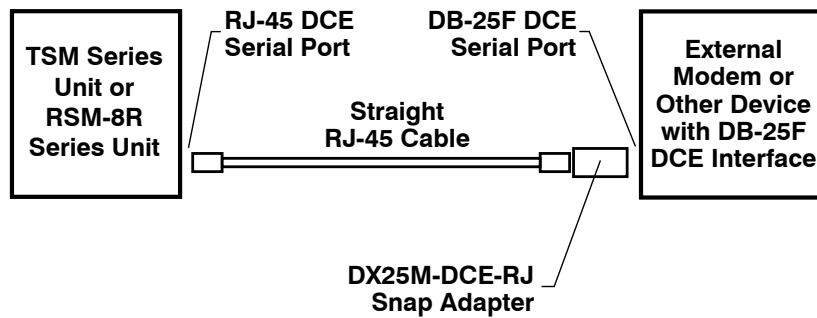 TSM Series
Unit or
RSM-8R
Series Unit
RJ-45 DCE
Serial Port
Straight
RJ-45 Cable
DB-25F DCE
Serial Port
External
Modem or
Other Device
with DB-25F
DCE Interface
DX25M-DCE-RJ
Snap Adapter